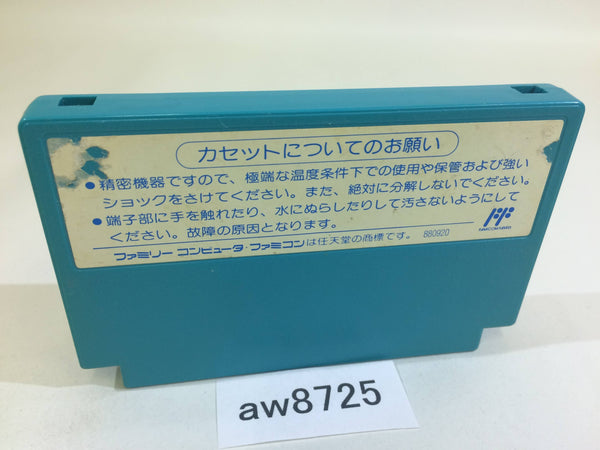 カセットについてのお願い
●精密機器ですので、極端な温度条件下での使用や保管および強い
ショックをさけてください。また、絶対に分解しないでください。
●端子部に手を触れたり、水にぬらしたりして汚さないようにして
ください。故障の原因となります。
ファミリー コンピュータ・ファミコンは任天堂の商標です。 880920
FAMICOM FAMILY
aw8725